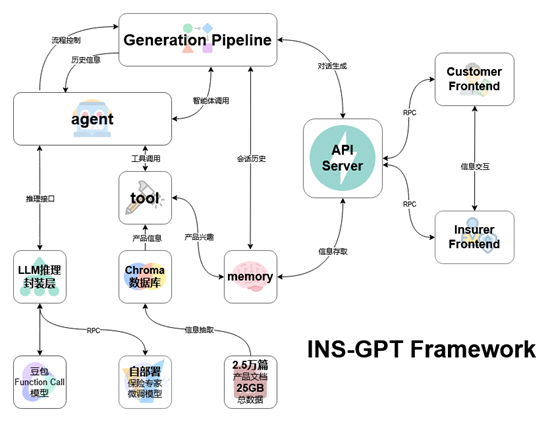 Generation Pipeline
流程控制
历史信息
对话生成
智能体调用
agent
Customer
Frontend
API
Server
RPC
信息交互
工具调用
会话历史
推理接口
tool
RPC
Insurer
Frontend
产品信息
产品兴趣
信息存取
LLM推理
封装层
Chroma
数据库
memory
RPC
信息抽取
INS-GPT Framework
豆包
Function Call
模型
自部署
保险专家
微调模型
2.5万篇
产品文档
25GB
总数据